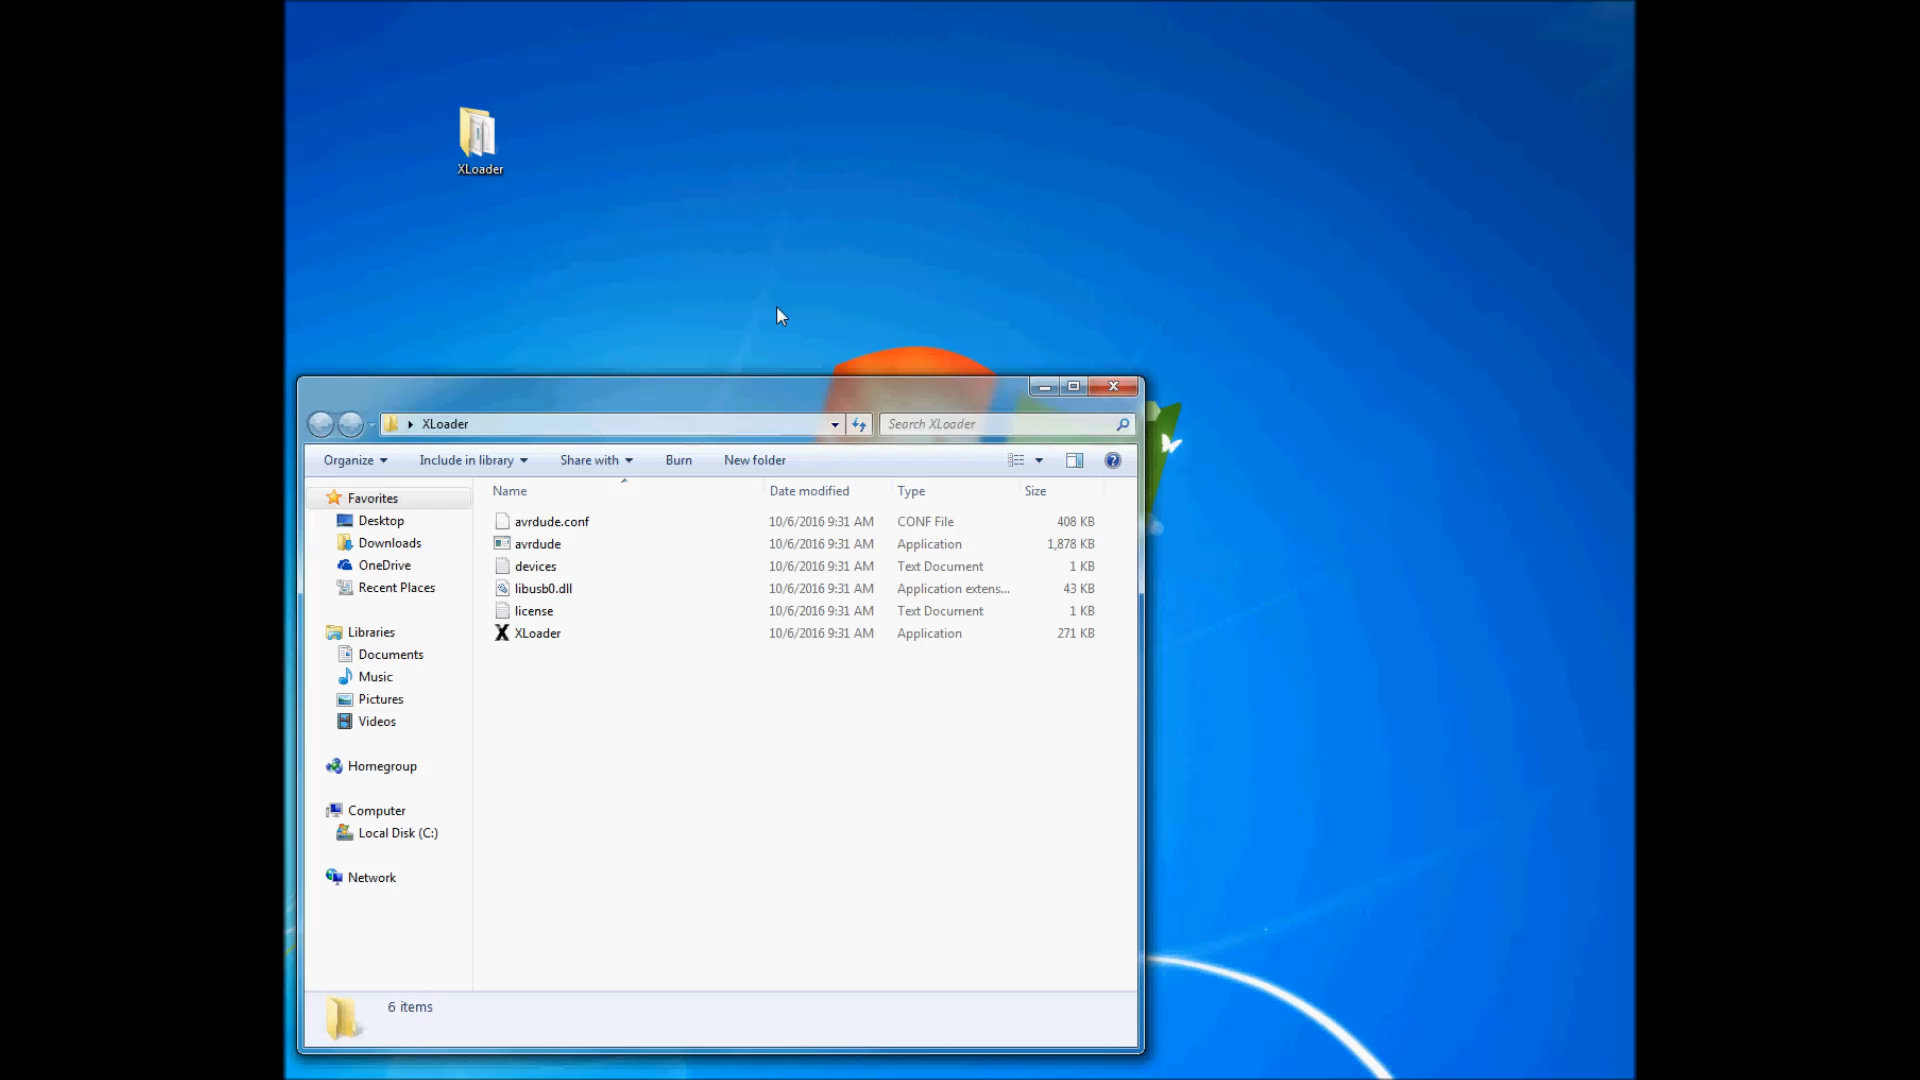 XLoader
XLoader
Search XLoader
Organize
Include in library
Share with
Burn
New folder
Name Date modified Type Size
avrdude.conf 10/6/2016 9:31 AM CONF File 408 KB
avrdude 10/6/2016 9:31 AM Application 1,878 KB
devices 10/6/2016 9:31 AM Text Document 1 KB
libusb0.dll 10/6/2016 9:31 AM Application extens... 43 KB
license 10/6/2016 9:31 AM Text Document 1 KB
XLoader 10/6/2016 9:31 AM Application 271 KB
Favorites
Desktop
Downloads
OneDrive
Recent Places
Libraries
Documents
Music
Pictures
Videos
Homegroup
Computer
Local Disk (C:)
Network
6 items